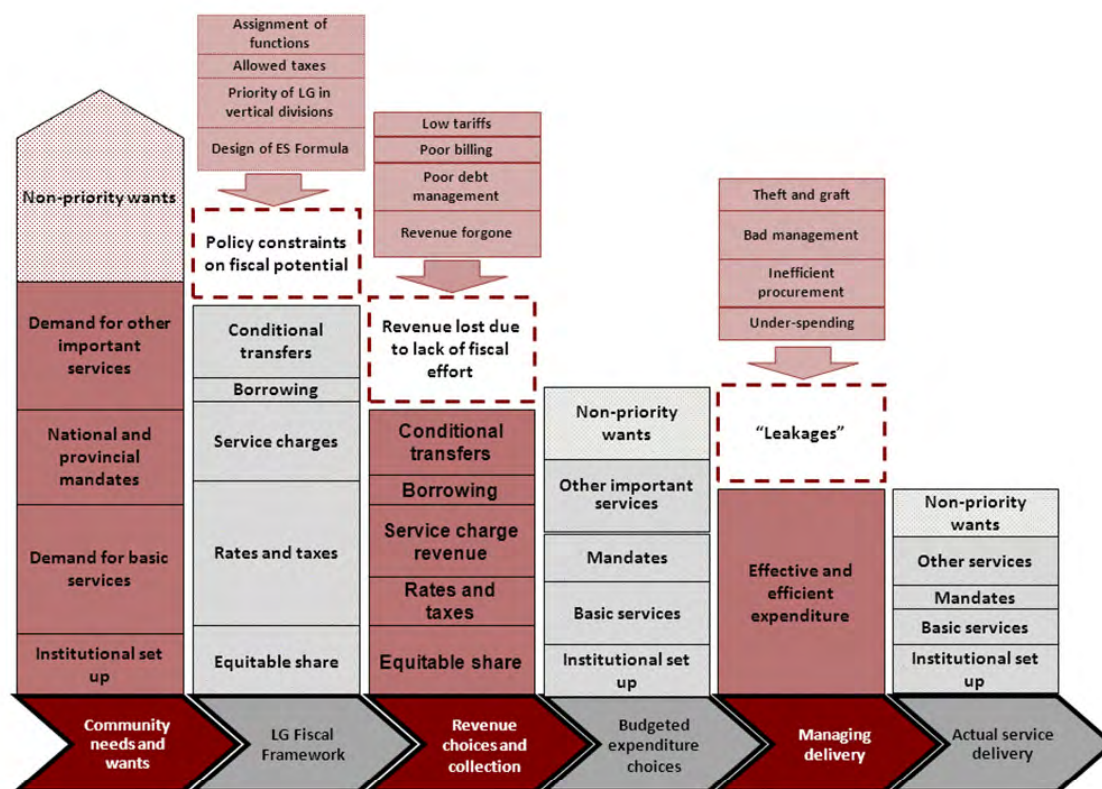 Non-priority wants
Demand for other
important
services
National and
provincial
mandates
Demand for basic
services
Institutional set
up
Community
needs and
wants
Assignment of
functions
Allowed taxes
Priority of LG in
vertical divisions
Design of ES Formula
Policy constraints
on fiscal potential
Conditional
transfers
Borrowing
Service charges
Rates and taxes
Equitable share
LG Fiscal
Framework
Low tariffs
Poor billing
Poor debt
management
Revenue forgone
Revenue lost due
to lack of fiscal
effort
Conditional
transfers
Borrowing
Service charge
revenue
Rates and
taxes
Equitable share
Revenue
choices and
collection
Non-priority
wants
Other important
services
Mandates
Basic services
Institutional set
up
Budgeted
expenditure
choices
Theft and graft
Bad management
Inefficient
procurement
Under-spending
“Leakages”
Effective and
efficient
expenditure
Managing
delivery
Non-priority
wants
Other services
Mandates
Basic services
Institutional set
up
Actual service
delivery